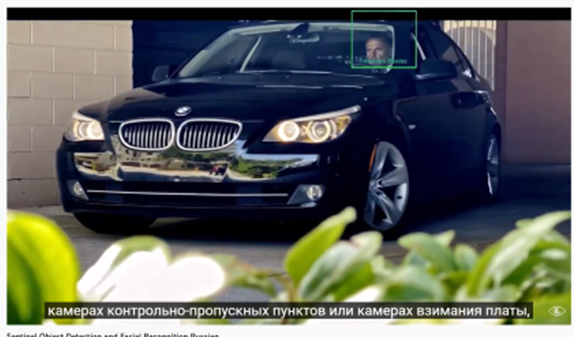 камерах контрольно-пропускных пунктов или камерах взимания платы,
Sentinel Object Detection and Facial Recognition Russian